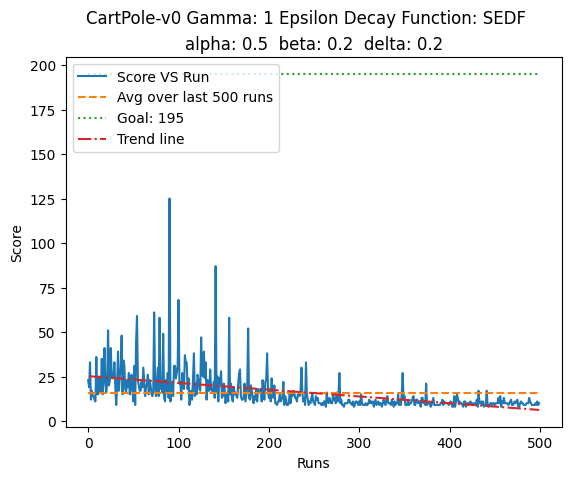 CartPole-v0 Gamma: 1 Epsilon Decay Function: SEDF
alpha: 0.5  beta: 0.2  delta: 0.2
Score VS Run
Avg over last 500 runs
Goal: 195
Trend line
200
175
150
125
100
75
50
25
0
Score
0
100
200
300
400
500
Runs